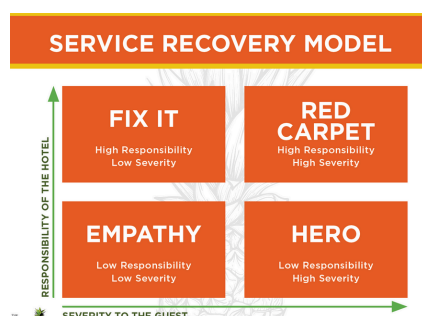 SERVICE RECOVERY MODEL
RESPONSIBILITY OF THE HOTEL
FIX IT
High Responsibility
Low Severity
RED
CARPET
High Responsibility
High Severity
EMPATHY
Low Responsibility
Low Severity
HERO
Low Responsibility
High Severity
SEVERITY TO THE GUEST